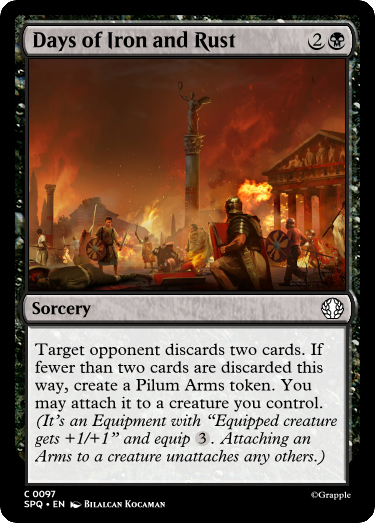 Days of Iron and Rust 2
Sorcery
Target opponent discards two cards. If
fewer than two cards are discarded this
way, create a Pilum Arms token. You
may attach it to a creature you control.
(It's an Equipment with “Equipped creature
gets +1/+1” and equip 3. Attaching an
Arms to a creature unattaches any others.)
C 0097
SPQ • EN BILALCAN KOCAMAN
©Grapple